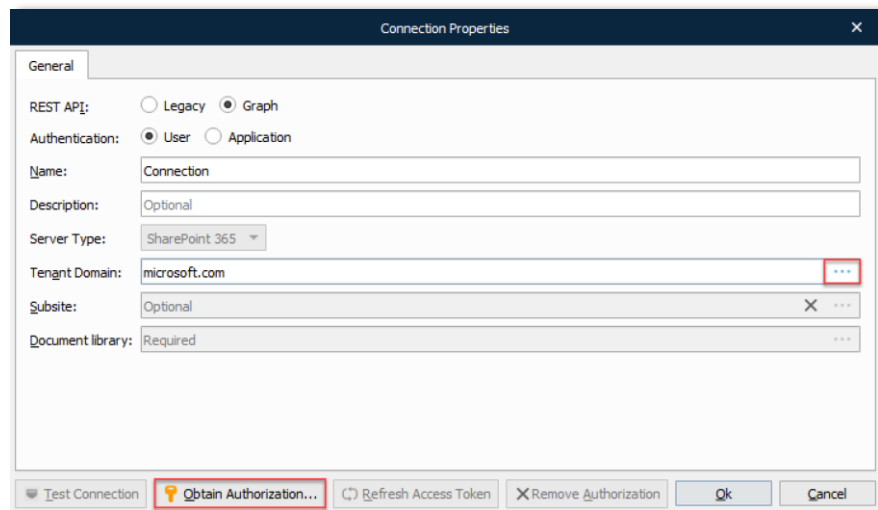 Connection Properties
General
REST API: Legacy Graph
Authentication: User Application
Name: Connection
Description: Optional
Server Type: SharePoint 365
Tenant Domain: microsoft.com ...
Subsite: Optional ...
Document library: Required ...
Test Connection Obtain Authorization... Refresh Access Token Remove Authorization Ok Cancel